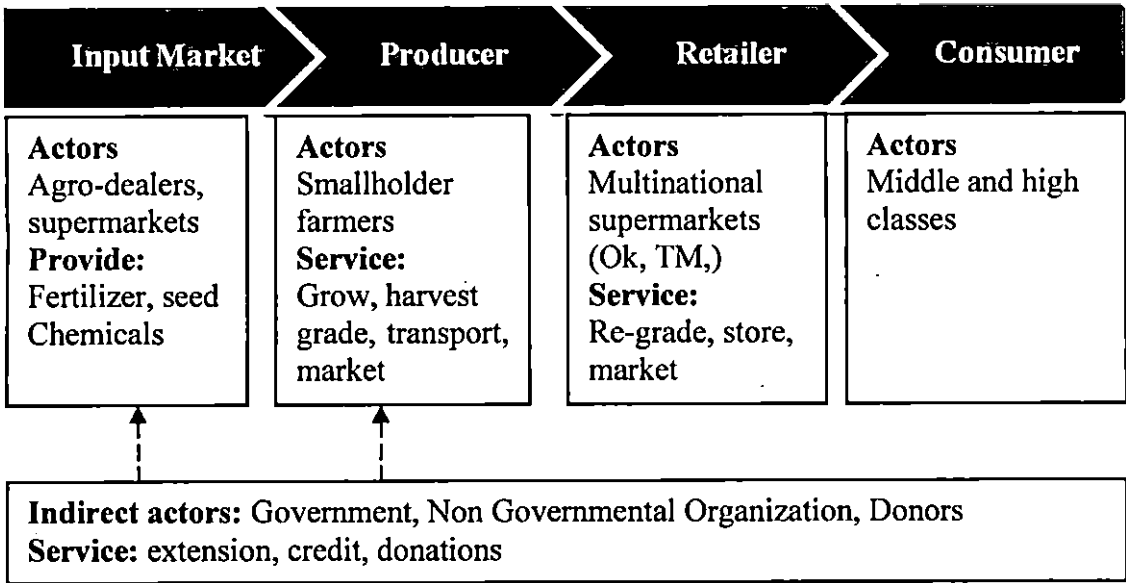 Input Market
Producer
Retailer
Consumer
Actors
Agro-dealers,
supermarkets
Provide:
Fertilizer, seed
Chemicals
Actors
Smallholder
farmers
Service:
Grow, harvest
grade, transport,
market
Actors
Multinational
supermarkets
(Ok, TM,)
Service:
Re-grade, store,
market
Actors
Middle and high
classes
Indirect actors: Government, Non Governmental Organization, Donors
Service: extension, credit, donations